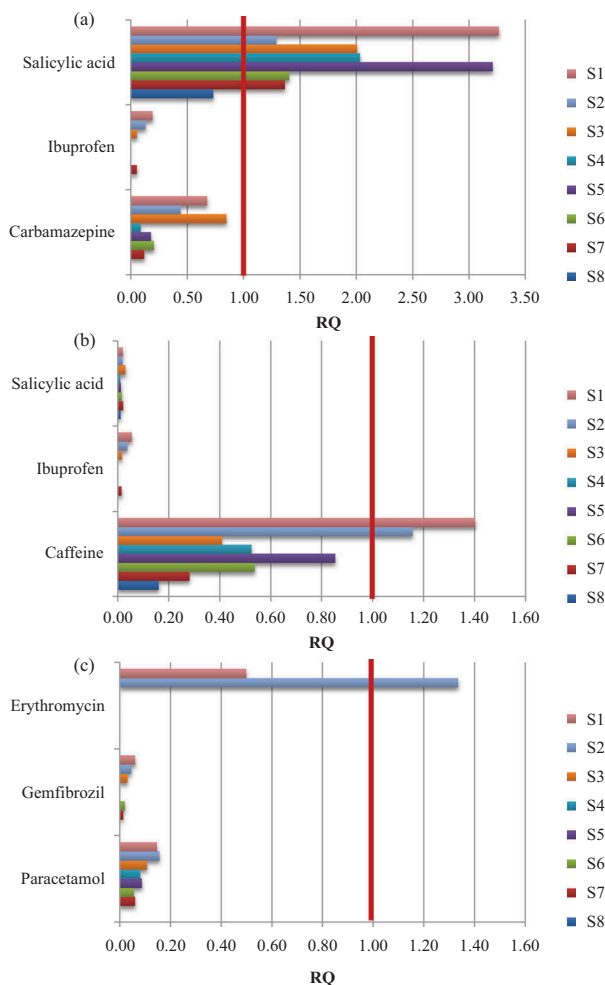 (a)
Salicylic acid
Ibuprofen
Carbamazepine
0.00 0.50 1.00 1.50 2.00 2.50 3.00 3.50
RQ
S1
S2
S3
S4
S5
S6
S7
S8
(b)
Salicylic acid
Ibuprofen
Caffeine
0.00 0.20 0.40 0.60 0.80 1.00 1.20 1.40 1.60
RQ
S1
S2
S3
S4
S5
S6
S7
S8
(c)
Erythromycin
Gemfibrozil
Paracetamol
0.00 0.20 0.40 0.60 0.80 1.00 1.20 1.40 1.60
RQ
S1
S2
S3
S4
S5
S6
S7
S8